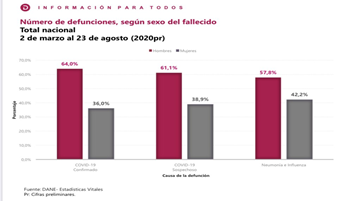 INFORMACIÓN PARA TODOS
Número de defunciones, según sexo del fallecido
Total nacional
2 de marzo al 23 de agosto (2020pr)
Hombres Mujeres
70,0%
60,0%
50,0%
40,0%
30,0%
20,0%
10,0%
0,0%
Porcentaje
64,0%
36,0%
61,1%
38,9%
57,8%
42,2%
COVID-19
Confirmado
COVID-19
Sospechoso
Neumonía e Influenza
Causa de la defunción
Fuente: DANE- Estadísticas Vitales
Pr: Cifras preliminares.